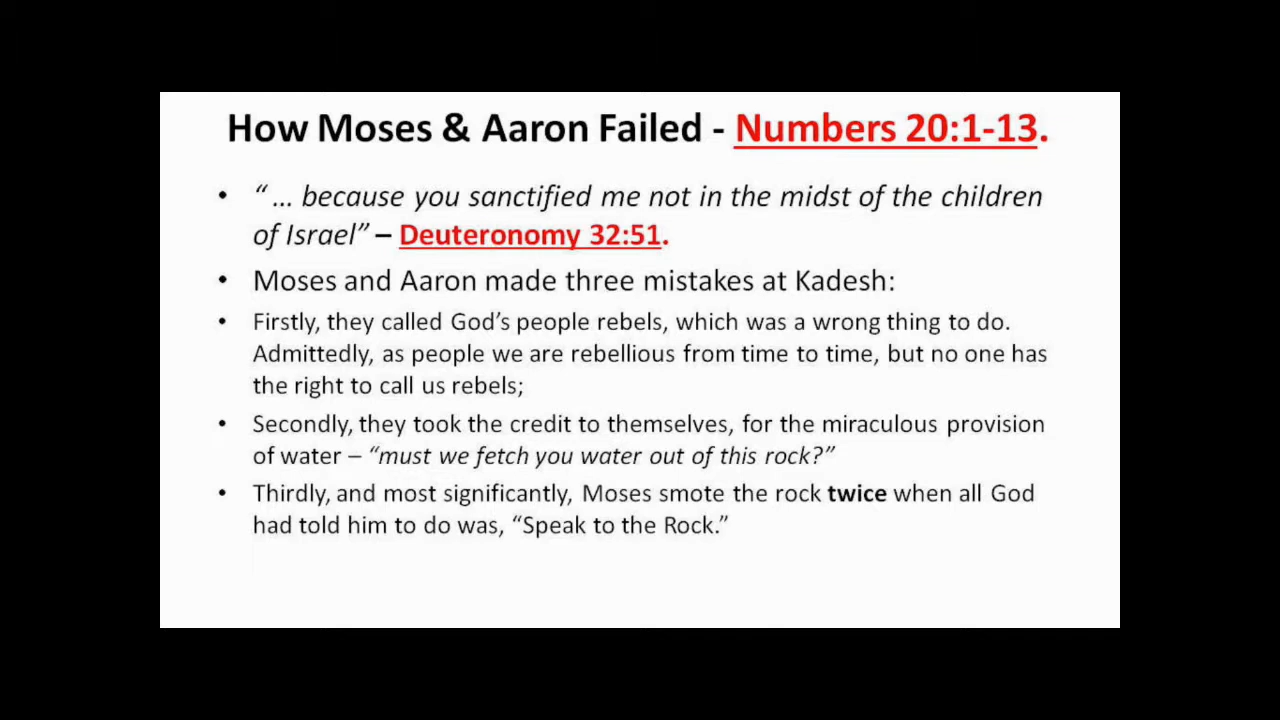 How Moses & Aaron Failed - Numbers 20:1-13.
• “ … because you sanctified me not in the midst of the children
of Israel” – Deuteronomy 32:51.
• Moses and Aaron made three mistakes at Kadesh:
• Firstly, they called God’s people rebels, which was a wrong thing to do.
Admittedly, as people we are rebellious from time to time, but no one has
the right to call us rebels;
• Secondly, they took the credit to themselves, for the miraculous provision
of water – “must we fetch you water out of this rock?”
• Thirdly, and most significantly, Moses smote the rock twice when all God
had told him to do was, “Speak to the Rock.”